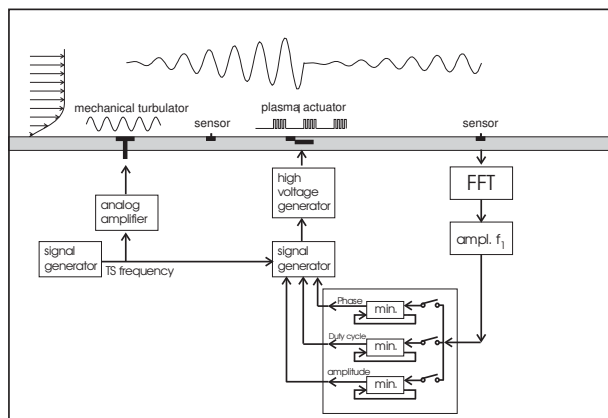 mechanical turbulator
sensor
plasma actuator
sensor
analog
amplifier
high
voltage
generator
FFT
ampl. f1
signal
generator
TS frequency
signal
generator
Phase
min.
Duty cycle
min.
amplitude
min.